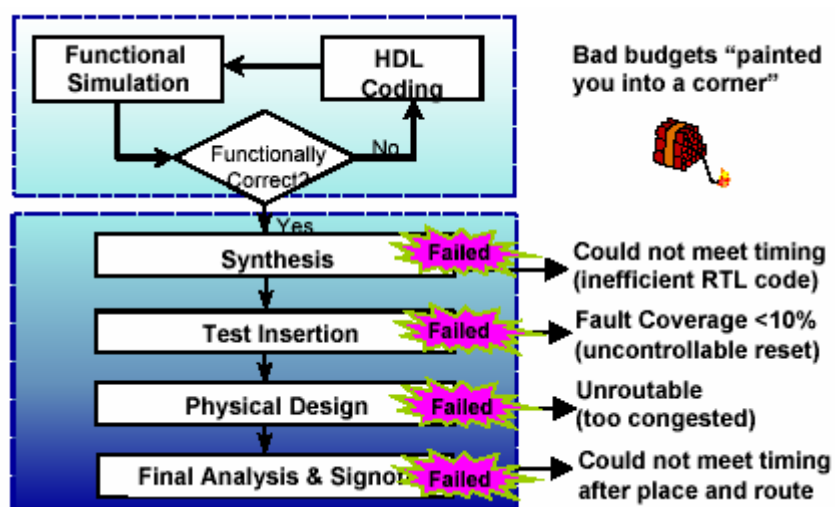 Functional
Simulation
HDL
Coding
Functionally
Correct?
No
Yes
Bad budgets “painted
you into a corner”
Synthesis
Failed
Could not meet timing
(inefficient RTL code)
Test Insertion
Failed
Fault Coverage <10%
(uncontrollable reset)
Physical Design
Failed
Unroutable
(too congested)
Final Analysis &
Failed
Could not meet timing
after place and route